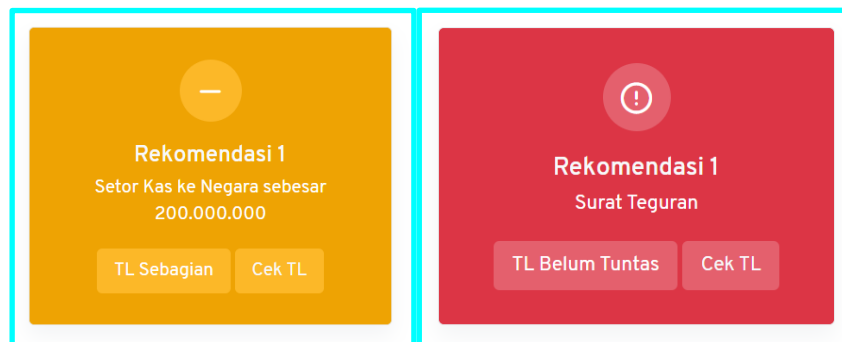 Rekomendasi 1
Setor Kas ke Negara sebesar
200.000.000
TL Sebagian
Cek TL
Rekomendasi 1
Surat Teguran
TL Belum Tuntas
Cek TL